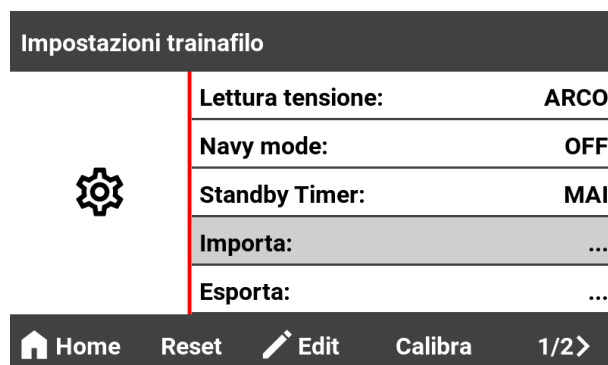 Impostazioni trainafilo
Lettura tensione: ARCO
Navy mode: OFF
Standby Timer: MAI
Importa: ...
Esporta: ...
Home Reset Edit Calibra 1/2